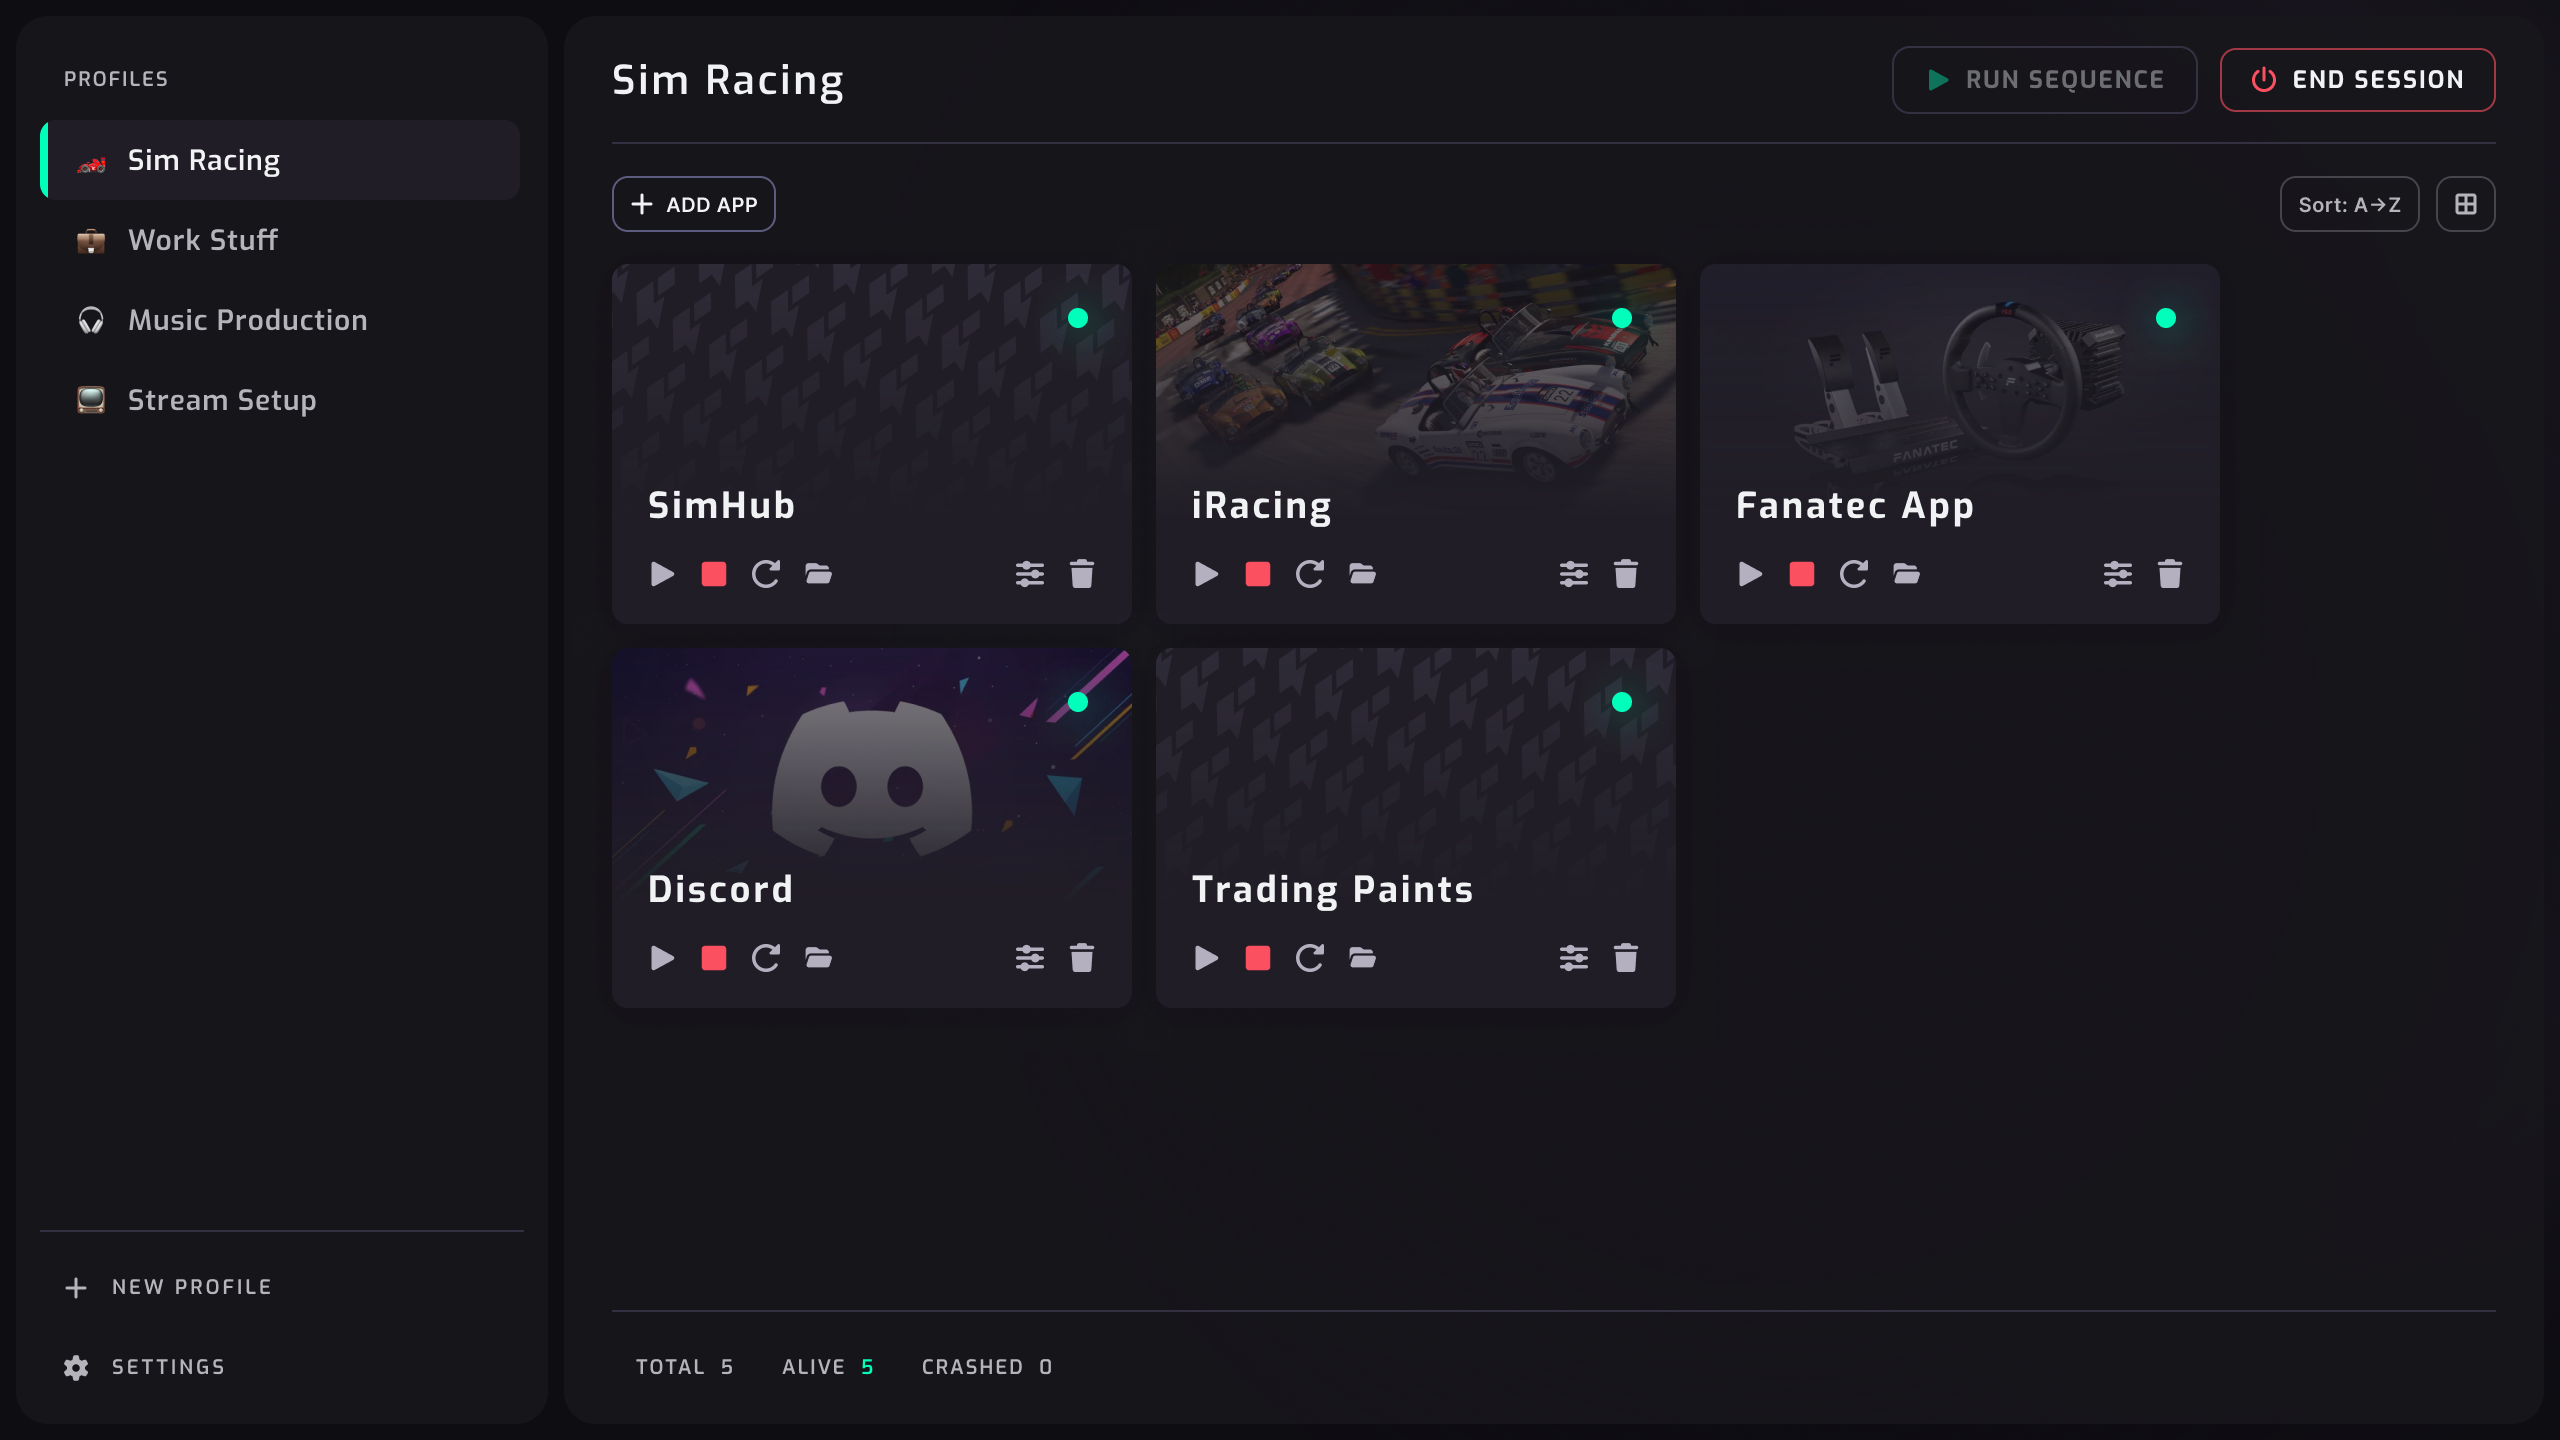 PROFILES
Sim Racing
Work Stuff
Music Production
Stream Setup
NEW PROFILE
SETTINGS
Sim Racing
RUN SEQUENCE
END SESSION
ADD APP
Sort: A→Z
SimHub
iRacing
FANATEC
Fanatec App
Discord
Trading Paints
TOTAL 5 ALIVE 5 CRASHED 0